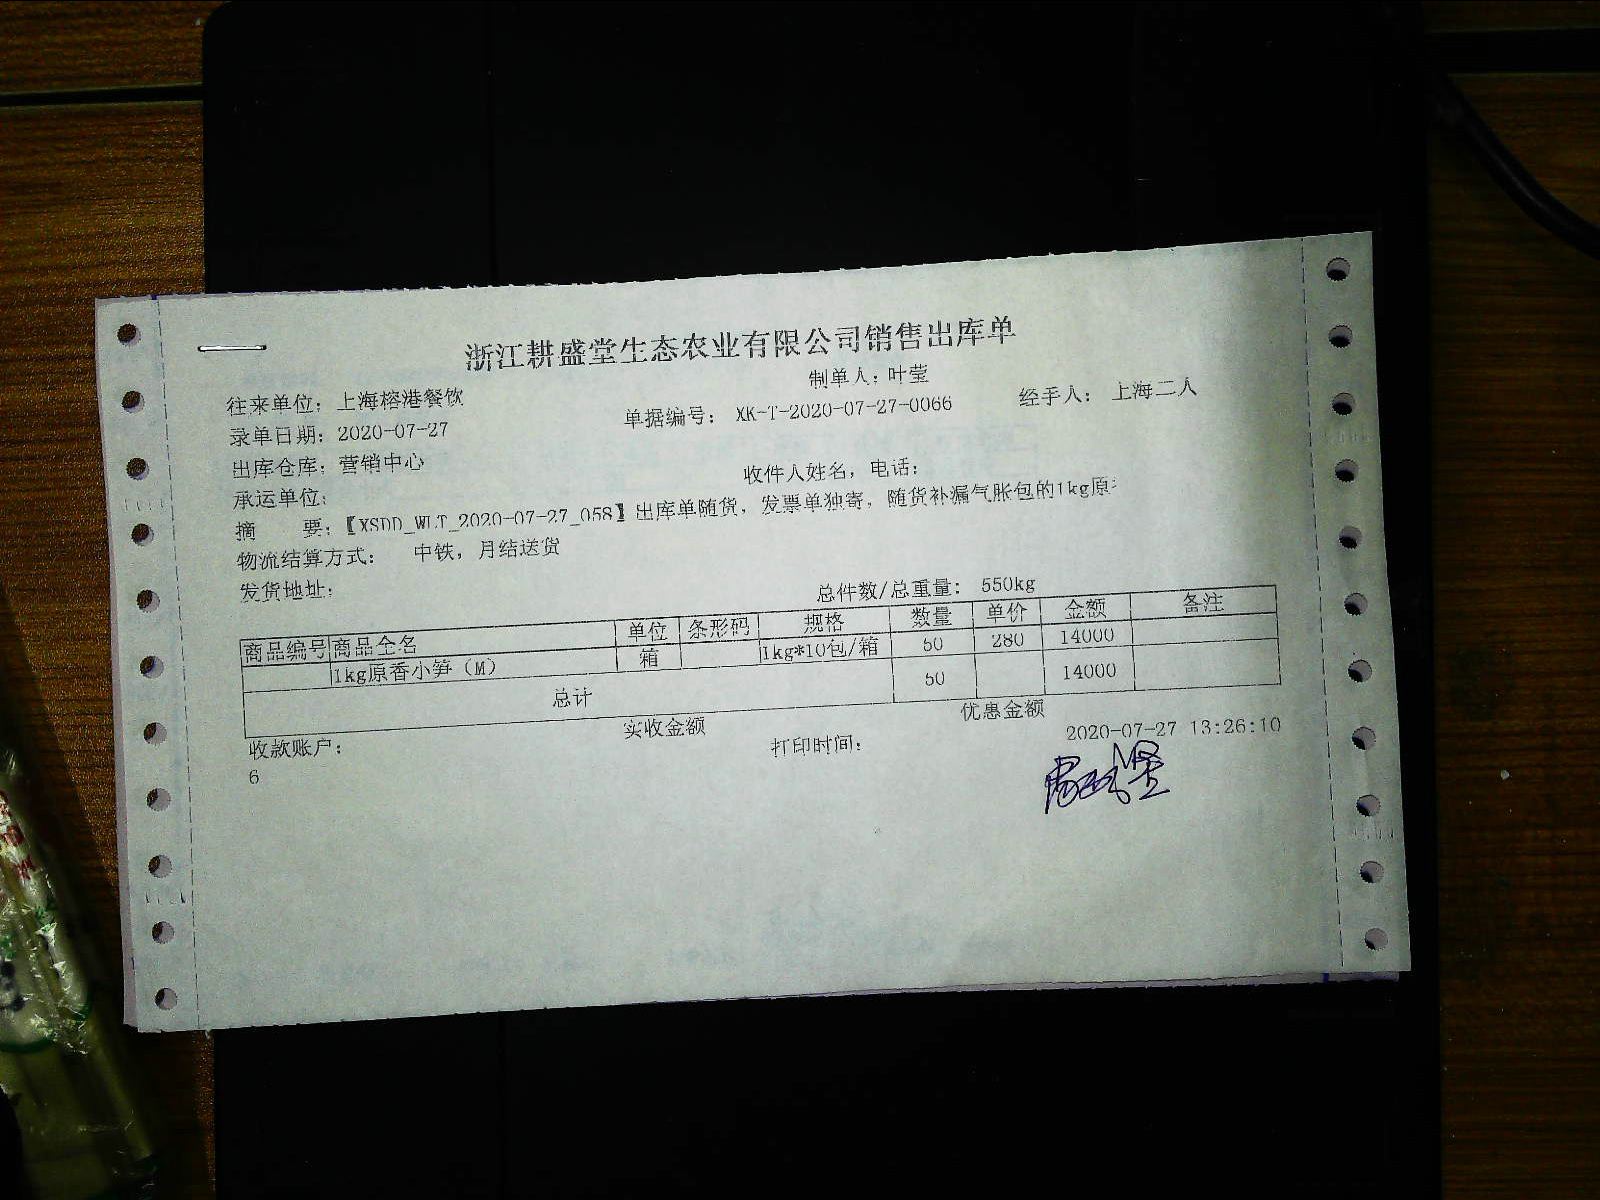 浙江耕盛堂生态农业有限公司销售出库单
制单人：叶莹
往来单位：上海榕港餐饮
单据编号： XK-T-2020-07-27-0066
经手人： 上海二人
录单日期：2020-07-27
出库仓库：营销中心
收件人姓名，电话：
承运单位：
摘 要：【XSDD_WLT_2020-07-27_058】出库单随货，发票单独寄，随货补漏气胀包的1kg原
物流结算方式： 中铁，月结送货
发货地址：
总件数/总重量： 550kg
商品编号 商品全名 单位 条形码 规格 数量 单价 金额 备注
1kg原香小笋（M） 箱 1kg*10包/箱 50 280 14000
总计 50 14000
实收金额 优惠金额
收款账户： 打印时间： 2020-07-27 13:26:10
6